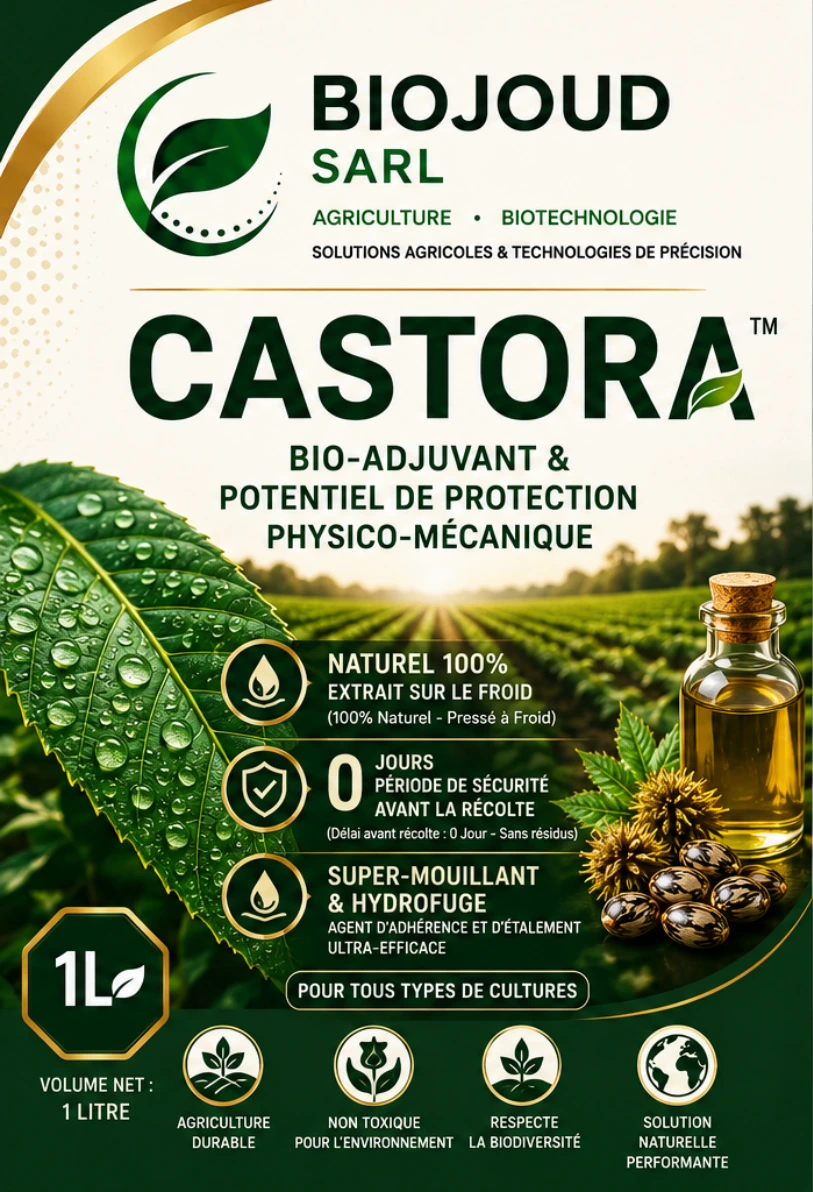 BIOJOUD
SARL
AGRICULTURE • BIOTECHNOLOGIE
SOLUTIONS AGRICOLES & TECHNOLOGIES DE PRÉCISION
CASTORA™
BIO-ADJUVANT &
POTENTIEL DE PROTECTION
PHYSICO-MÉCANIQUE
NATUREL 100%
EXTRAIT SUR LE FROID
(100% Naturel - Pressé à Froid)
0 JOURS
PÉRIODE DE SÉCURITÉ
AVANT LA RÉCOLTE
(Délai avant récolte : 0 Jour - Sans résidus)
SUPER-MOUILLANT
& HYDROFUGE
AGENT D'ADHÉRENCE ET D'ÉTALEMENT
ULTRA-EFFICACE
POUR TOUS TYPES DE CULTURES
1L
VOLUME NET :
1 LITRE
AGRICULTURE
DURABLE
NON TOXIQUE
POUR L'ENVIRONNEMENT
RESPECTE
LA BIODIVERSITÉ
SOLUTION
NATURELLE
PERFORMANTE